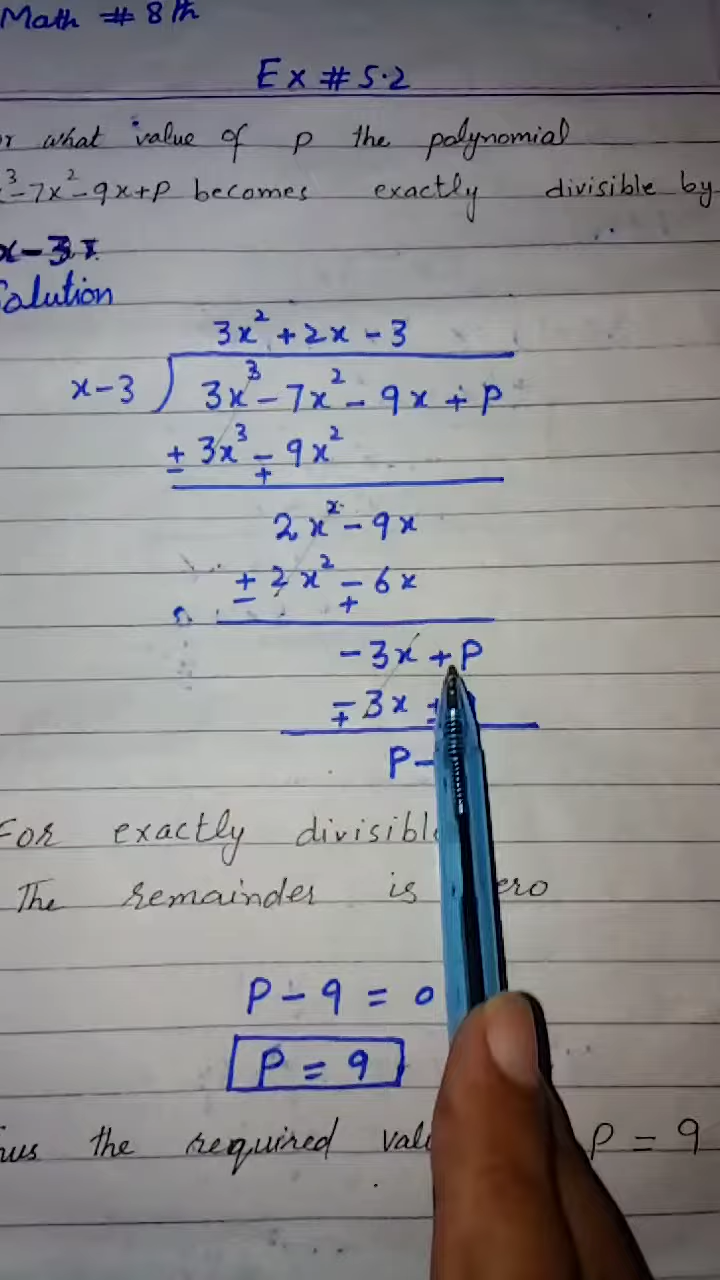 Math # 8th
Ex # 5.2
what value of p the polynomial
³-7x²-9x+p becomes exactly divisible by
x-3
Solution
3x²+2x-3
x-3 ) 3x³-7x²-9x+p
±3x³∓9x²
2x²-9x
±2x²∓6x
-3x+p
∓3x
p-
For exactly
The remainder is
p-9=0
p=9
the required p=9